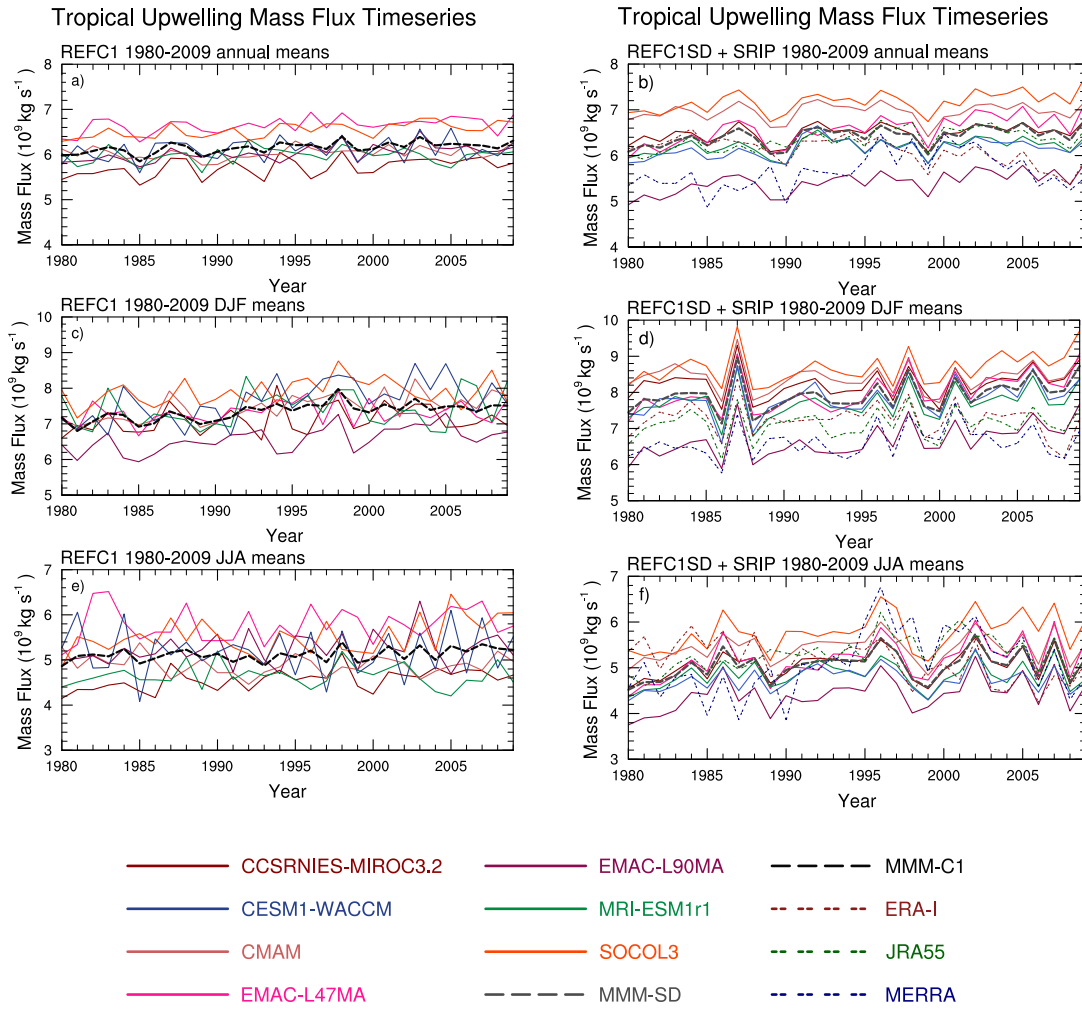 Tropical Upwelling Mass Flux Timeseries
REFC1 1980-2009 annual means
a)
8
7
6
5
4
Mass Flux (10⁹ kg s⁻¹)
1980 1985 1990 1995 2000 2005
Year
REFC1 1980-2009 DJF means
c)
10
9
8
7
6
5
Mass Flux (10⁹ kg s⁻¹)
1980 1985 1990 1995 2000 2005
Year
REFC1 1980-2009 JJA means
e)
7
6
5
4
3
Mass Flux (10⁹ kg s⁻¹)
1980 1985 1990 1995 2000 2005
Year
Tropical Upwelling Mass Flux Timeseries
REFC1SD + SRIP 1980-2009 annual means
b)
8
7
6
5
4
Mass Flux (10⁹ kg s⁻¹)
1980 1985 1990 1995 2000 2005
Year
REFC1SD + SRIP 1980-2009 DJF means
d)
10
9
8
7
6
5
Mass Flux (10⁹ kg s⁻¹)
1980 1985 1990 1995 2000 2005
Year
REFC1SD + SRIP 1980-2009 JJA means
f)
7
6
5
4
3
Mass Flux (10⁹ kg s⁻¹)
1980 1985 1990 1995 2000 2005
Year
CCSRNIES-MIROC3.2
CESM1-WACCM
CMAM
EMAC-L47MA
EMAC-L90MA
MRI-ESM1r1
SOCOL3
MMM-SD
MMM-C1
ERA-I
JRA55
MERRA